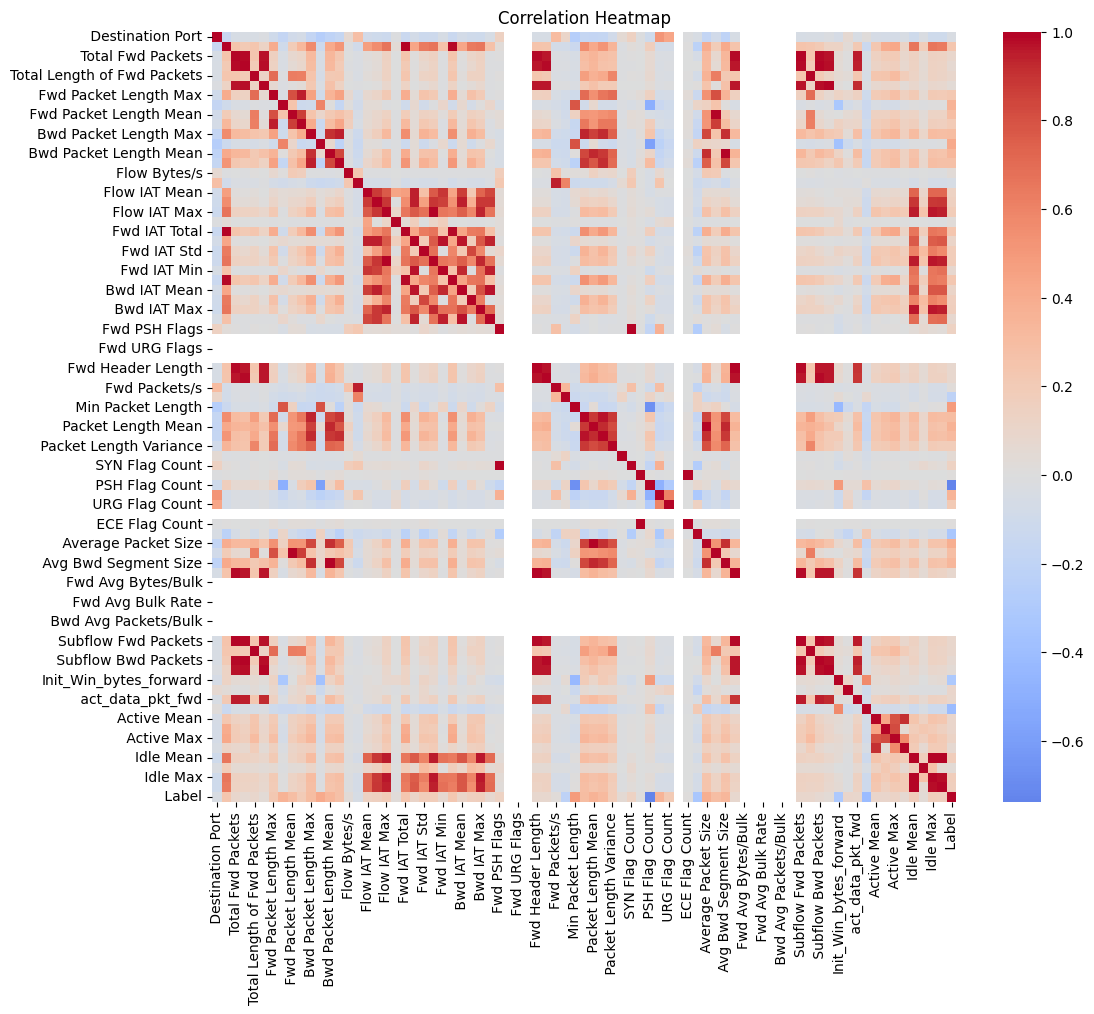 Correlation Heatmap
Destination Port
Total Fwd Packets
Total Length of Fwd Packets
Fwd Packet Length Max
Fwd Packet Length Mean
Bwd Packet Length Max
Bwd Packet Length Mean
Flow Bytes/s
Flow IAT Mean
Flow IAT Max
Fwd IAT Total
Fwd IAT Std
Fwd IAT Min
Bwd IAT Mean
Bwd IAT Max
Fwd PSH Flags
Fwd URG Flags
Fwd Header Length
Fwd Packets/s
Min Packet Length
Packet Length Mean
Packet Length Variance
SYN Flag Count
PSH Flag Count
URG Flag Count
ECE Flag Count
Average Packet Size
Avg Bwd Segment Size
Fwd Avg Bytes/Bulk
Fwd Avg Bulk Rate
Bwd Avg Packets/Bulk
Subflow Fwd Packets
Subflow Bwd Packets
Init_Win_bytes_forward
act_data_pkt_fwd
Active Mean
Active Max
Idle Mean
Idle Max
Label
Destination Port
Total Fwd Packets
Total Length of Fwd Packets
Fwd Packet Length Max
Fwd Packet Length Mean
Bwd Packet Length Max
Bwd Packet Length Mean
Flow Bytes/s
Flow IAT Mean
Flow IAT Max
Fwd IAT Total
Fwd IAT Std
Fwd IAT Min
Bwd IAT Mean
Bwd IAT Max
Fwd PSH Flags
Fwd URG Flags
Fwd Header Length
Fwd Packets/s
Min Packet Length
Packet Length Mean
Packet Length Variance
SYN Flag Count
PSH Flag Count
URG Flag Count
ECE Flag Count
Average Packet Size
Avg Bwd Segment Size
Fwd Avg Bytes/Bulk
Fwd Avg Bulk Rate
Bwd Avg Packets/Bulk
Subflow Fwd Packets
Subflow Bwd Packets
Init_Win_bytes_forward
act_data_pkt_fwd
Active Mean
Active Max
Idle Mean
Idle Max
Label
1.0
0.8
0.6
0.4
0.2
0.0
−0.2
−0.4
−0.6